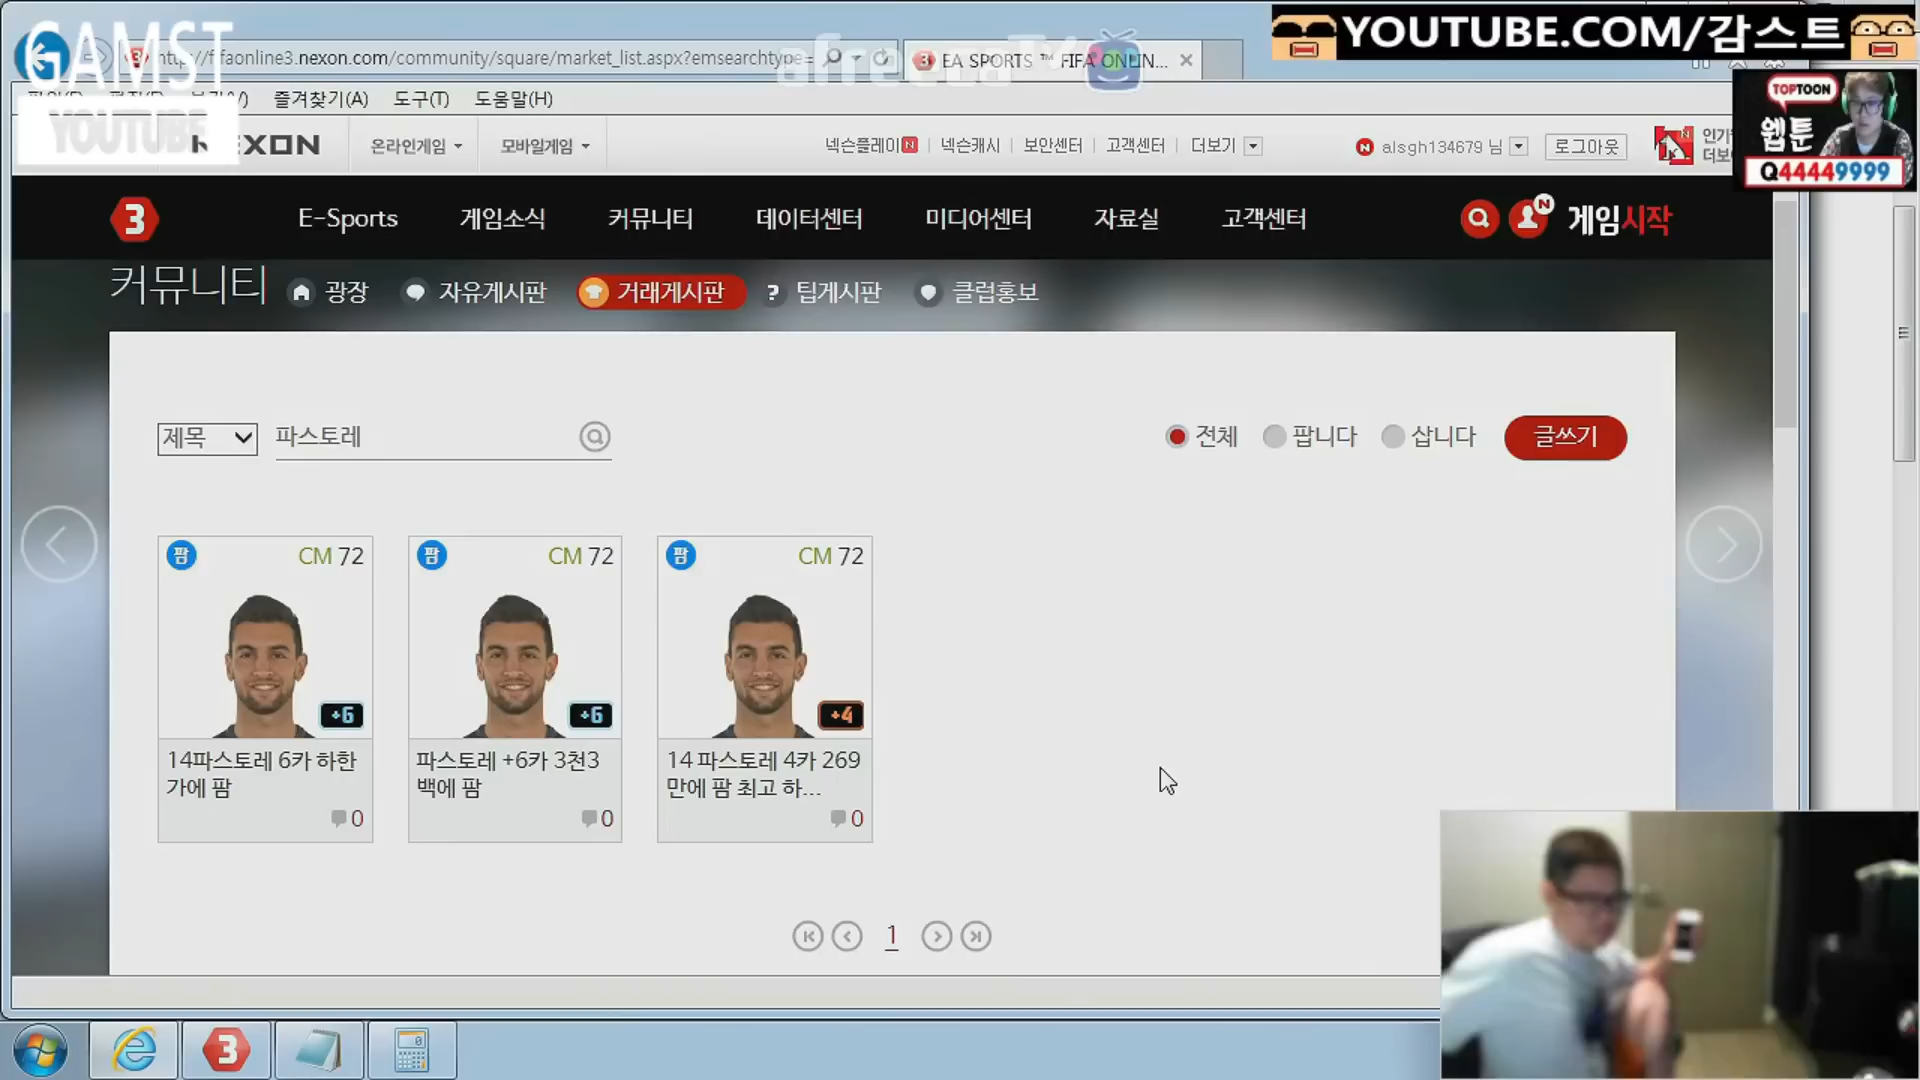 GAMST
YOUTUBE
afreecaTV
YOUTUBE.COM/감스트
fifaonline3.nexon.com/community/square/market_list.aspx?emsearchtype=
EA SPORTS ™ FIFA ONLIN...
즐겨찾기(A) 도구(T) 도움말(H)
NEXON 온라인게임 모바일게임 넥슨플레이 N 넥슨캐시 보안센터 고객센터 더보기 N alsgh134679 님 로그아웃
TOPTOON
웹툰
Q44449999
3 E-Sports 게임소식 커뮤니티 데이터센터 미디어센터 자료실 고객센터 N 게임시작
커뮤니티 광장 자유게시판 거래게시판 ? 팁게시판 클럽홍보
제목 파스토레 전체 팝니다 삽니다 글쓰기
팜 CM 72
+6
14파스토레 6카 하한
가에 팜
0
팜 CM 72
+6
파스토레 +6카 3천3
백에 팜
0
팜 CM 72
+4
14 파스토레 4카 269
만에 팜 최고 하...
0
1
3